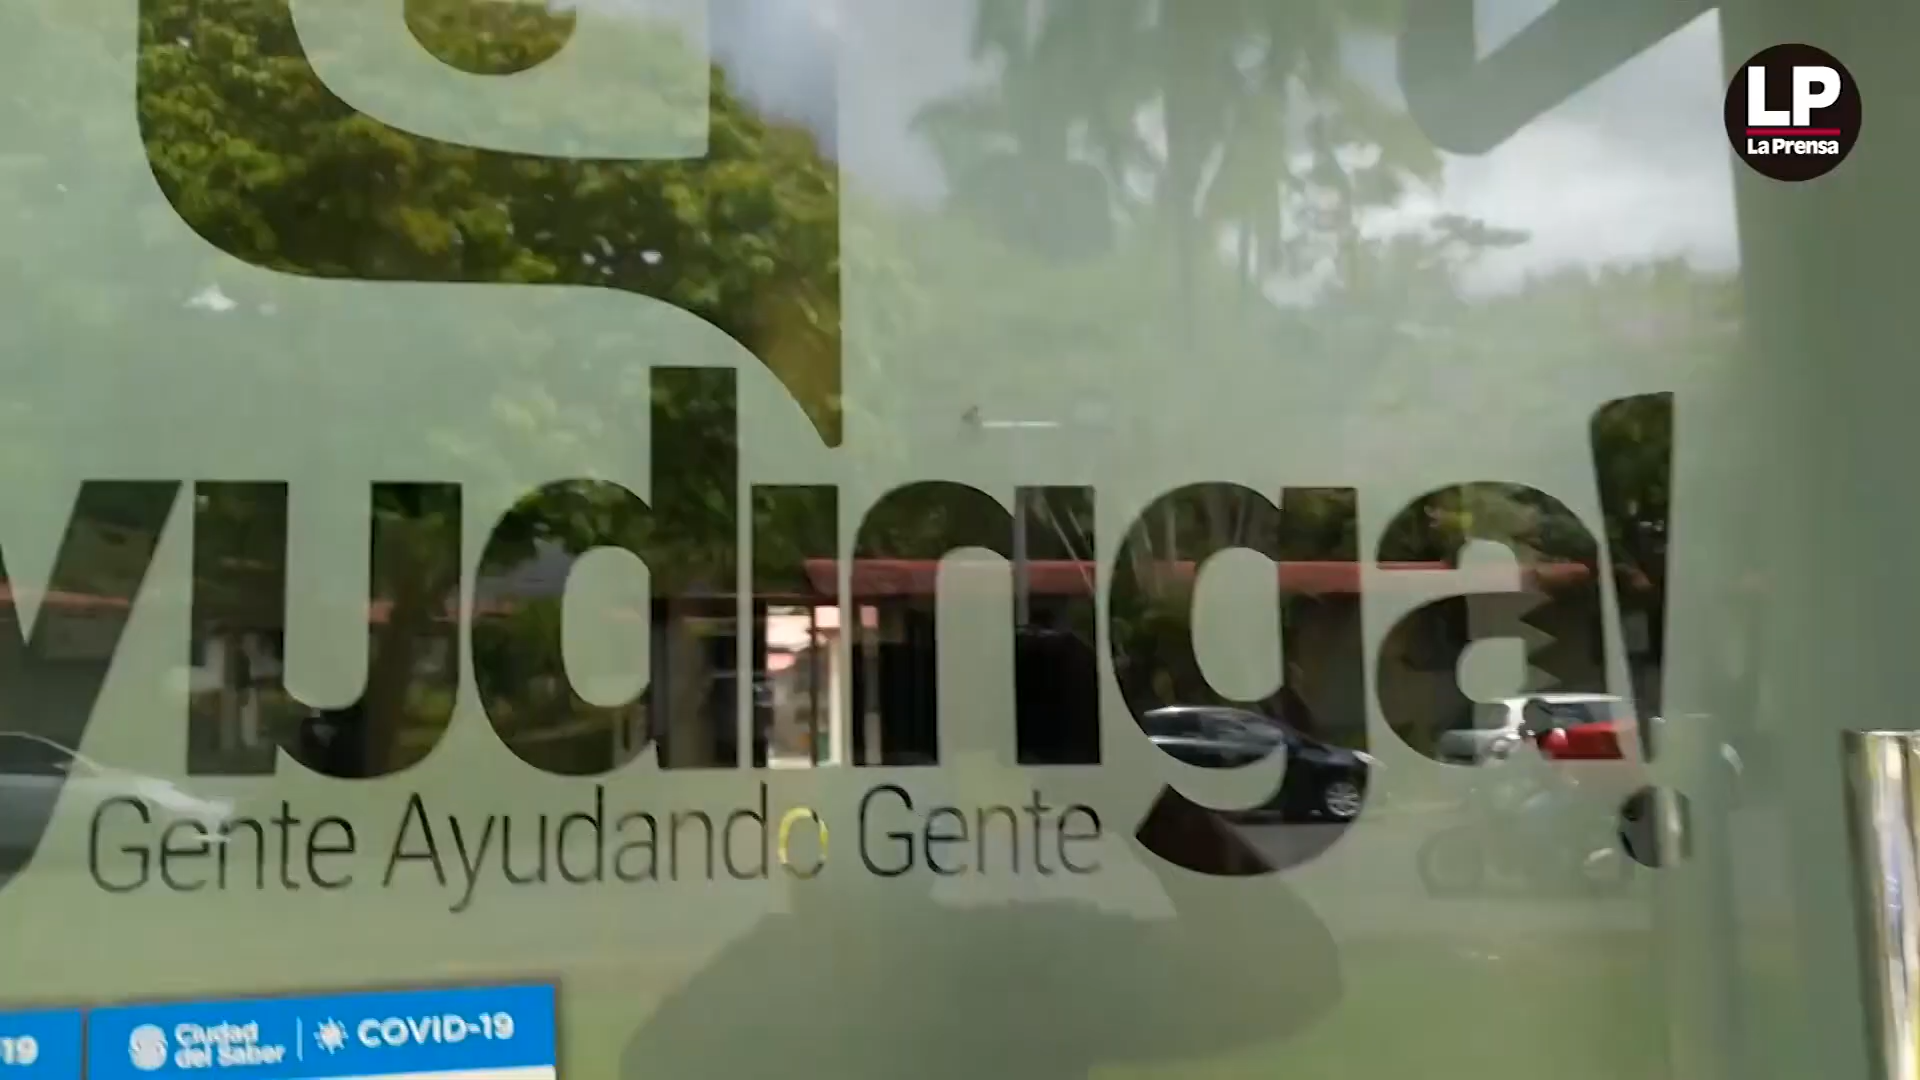 LP
La Prensa
yudinga!
Gente Ayudando Gente
-19
Ciudad
del Saber
COVID-19